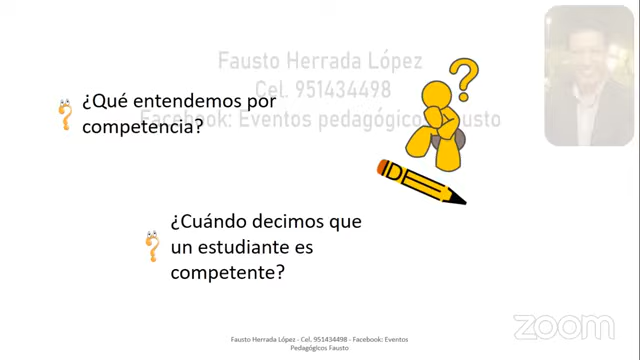 Fausto Herrada López
Cel. 951434498
Facebook: Eventos pedagógicos Fausto
¿Qué entendemos por
competencia?
IDE
¿Cuándo decimos que
un estudiante es
competente?
zoom
Fausto Herrada López - Cel. 951434498 - Facebook: Eventos
Pedagógicos Fausto